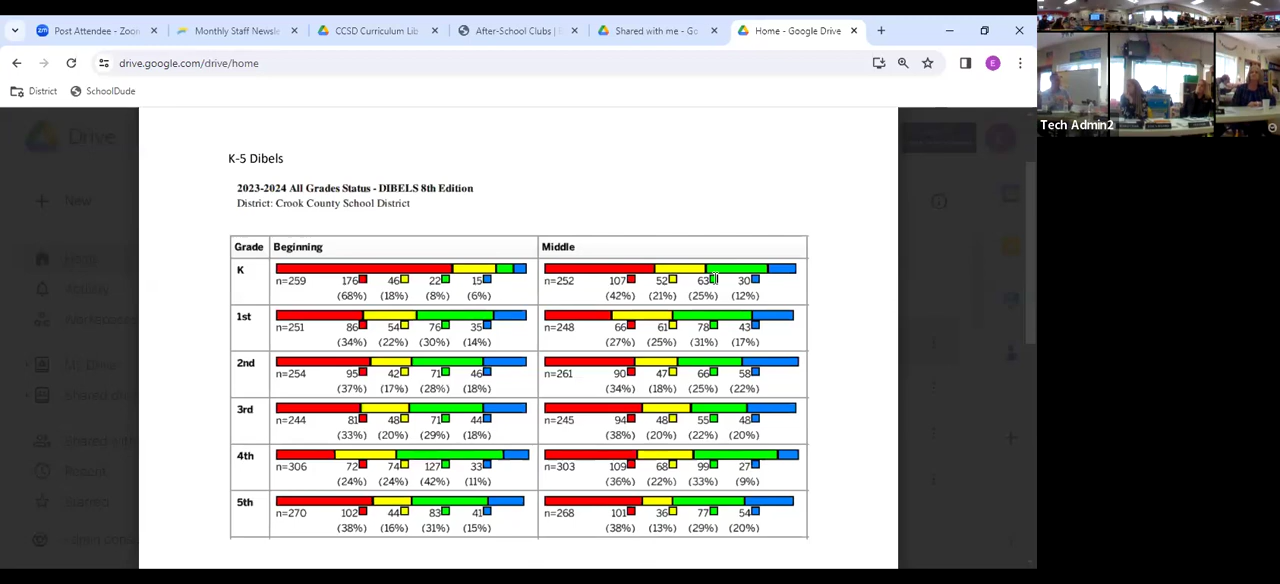 Post Attendee - Zoom
Monthly Staff Newsle
CCSD Curriculum Lib
After-School Clubs |
Shared with me - Go
Home - Google Drive
drive.google.com/drive/home
District
SchoolDude
Drive
New
Tech Admin2
K-5 Dibels
2023-2024 All Grades Status - DIBELS 8th Edition
District: Crook County School District
Grade Beginning Middle
K
n=259 176 46 22 15 n=252 107 52 63 30
(68%) (18%) (8%) (6%) (42%) (21%) (25%) (12%)
1st
n=251 86 54 76 35 n=248 66 61 78 43
(34%) (22%) (30%) (14%) (27%) (25%) (31%) (17%)
2nd
n=254 95 42 71 46 n=261 90 47 66 58
(37%) (17%) (28%) (18%) (34%) (18%) (25%) (22%)
3rd
n=244 81 48 71 44 n=245 94 48 55 48
(33%) (20%) (29%) (18%) (38%) (20%) (22%) (20%)
4th
n=306 72 74 127 33 n=303 109 68 99 27
(24%) (24%) (42%) (11%) (36%) (22%) (33%) (9%)
5th
n=270 102 44 83 41 n=268 101 36 77 54
(38%) (16%) (31%) (15%) (38%) (13%) (29%) (20%)